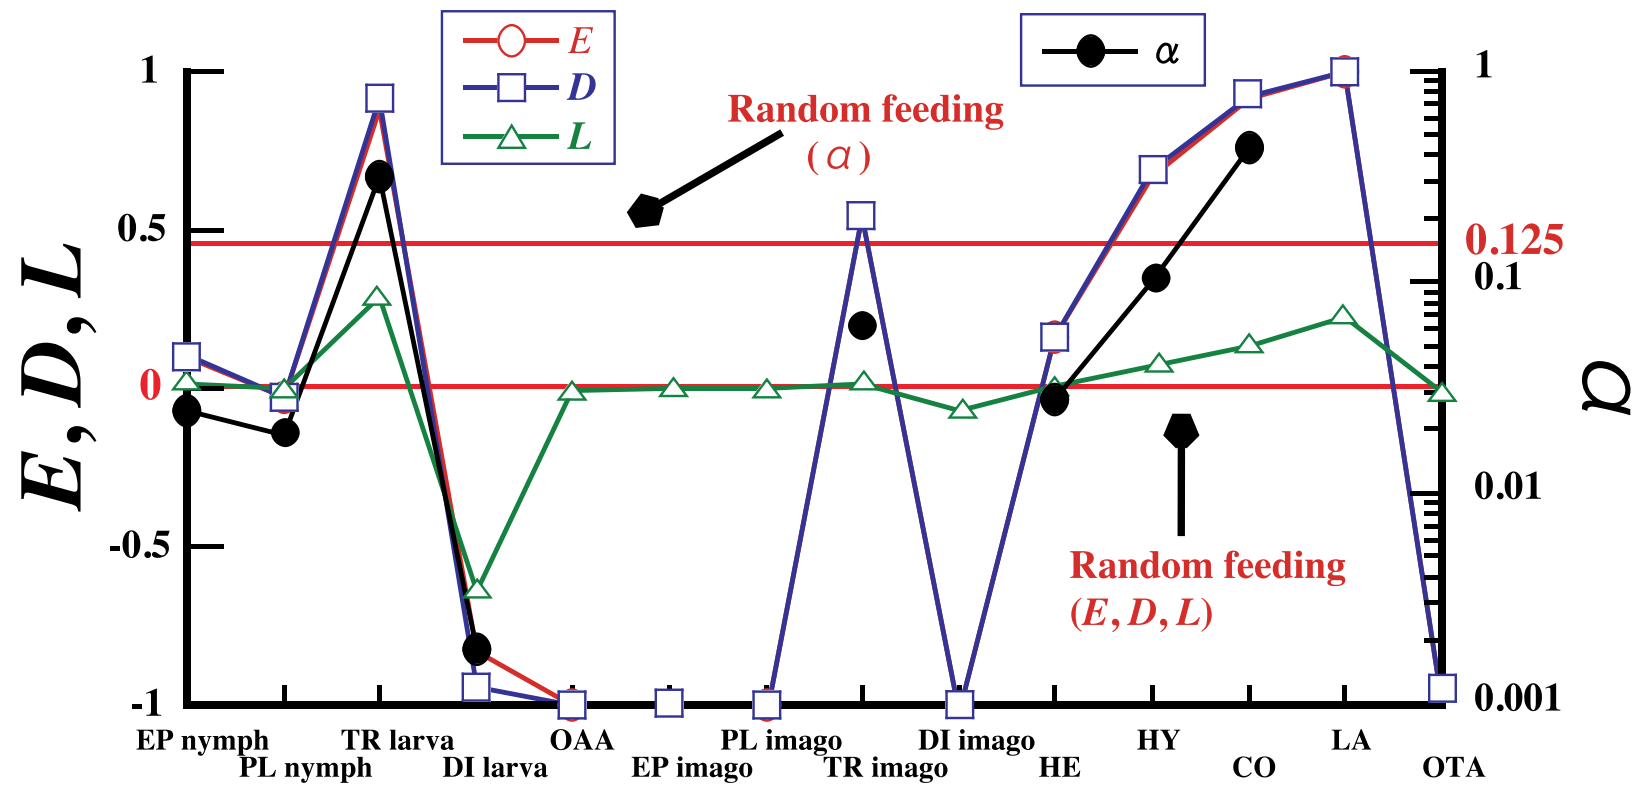 E
D
L
α
Random feeding
(α)
Random feeding
(E, D, L)
E, D, L
1
0.5
0
-0.5
-1
1
0.125
0.1
0.01
0.001
α
EP nymph
PL nymph
TR larva
DI larva
OAA
EP imago
PL imago
TR imago
DI imago
HE
HY
CO
LA
OTA